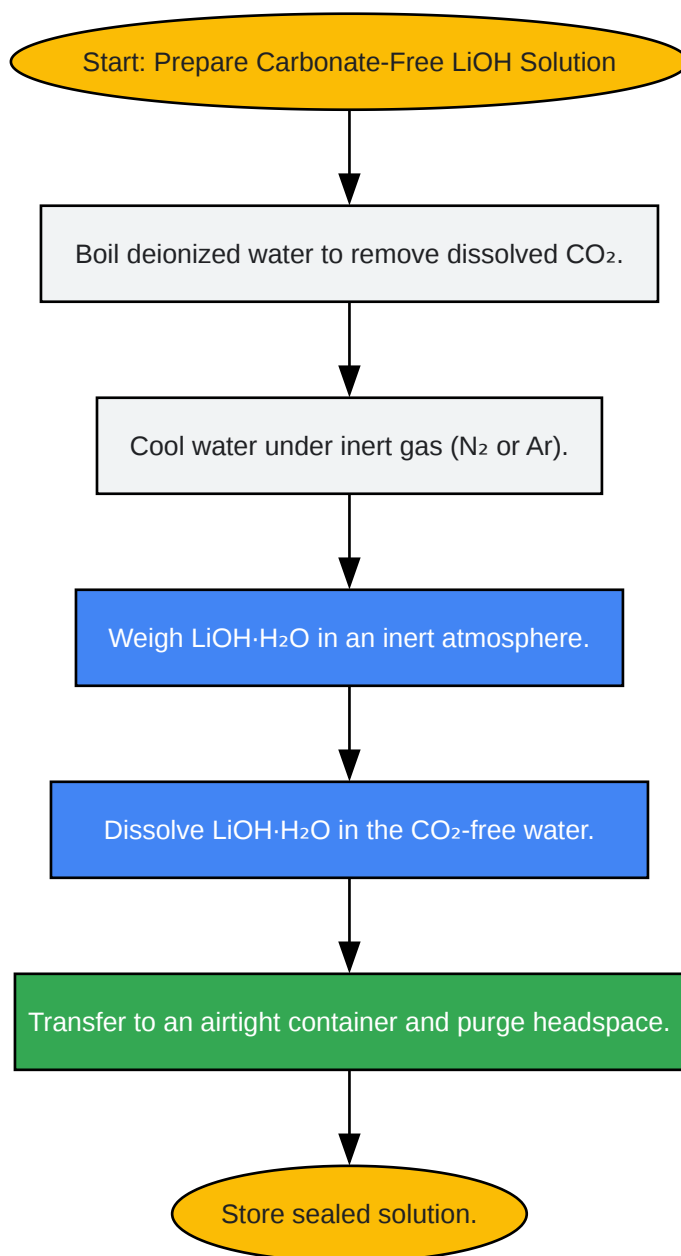 Start: Prepare Carbonate-Free LiOH Solution
Boil deionized water to remove dissolved CO₂.
Cool water under inert gas (N₂ or Ar).
Weigh LiOH·H₂O in an inert atmosphere.
Dissolve LiOH·H₂O in the CO₂-free water.
Transfer to an airtight container and purge headspace.
Store sealed solution.